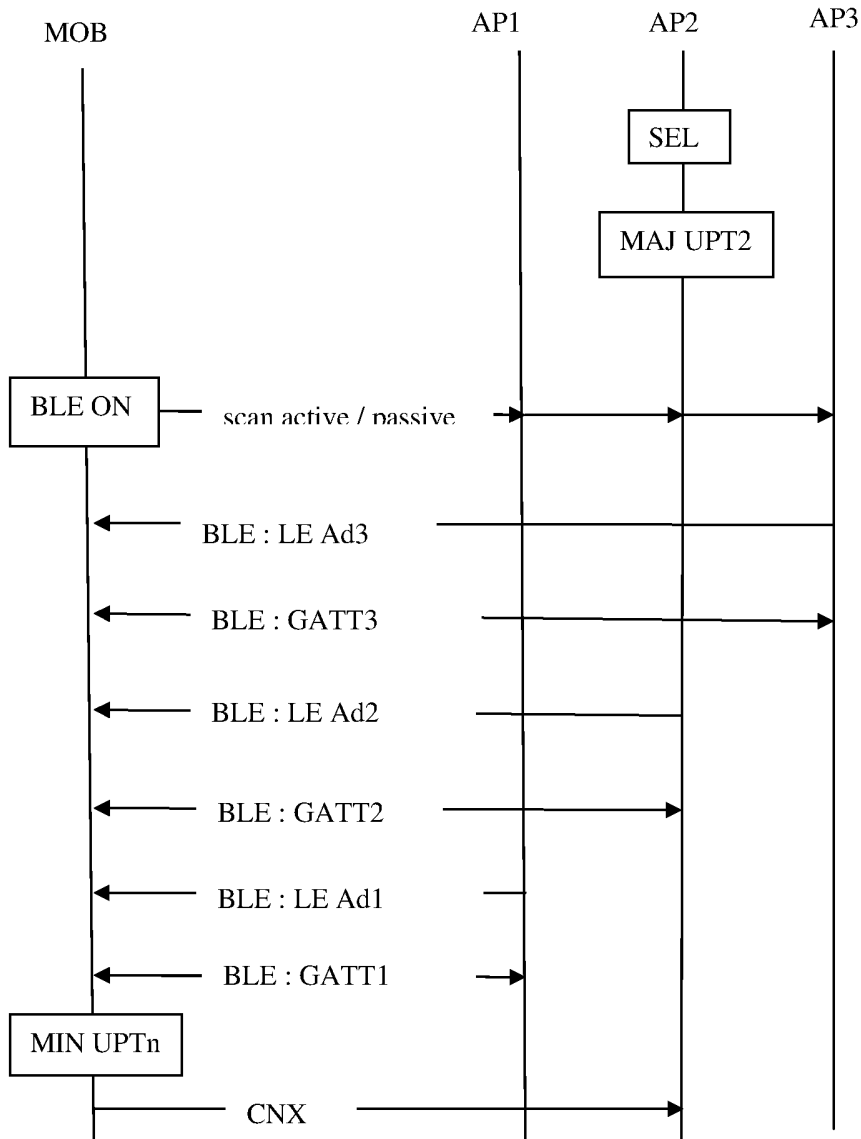 MOB AP1 AP2 AP3
SEL
MAJ UPT2
BLE ON
scan active / passive
BLE : LE Ad3
BLE : GATT3
BLE : LE Ad2
BLE : GATT2
BLE : LE Ad1
BLE : GATT1
MIN UPTn
CNX